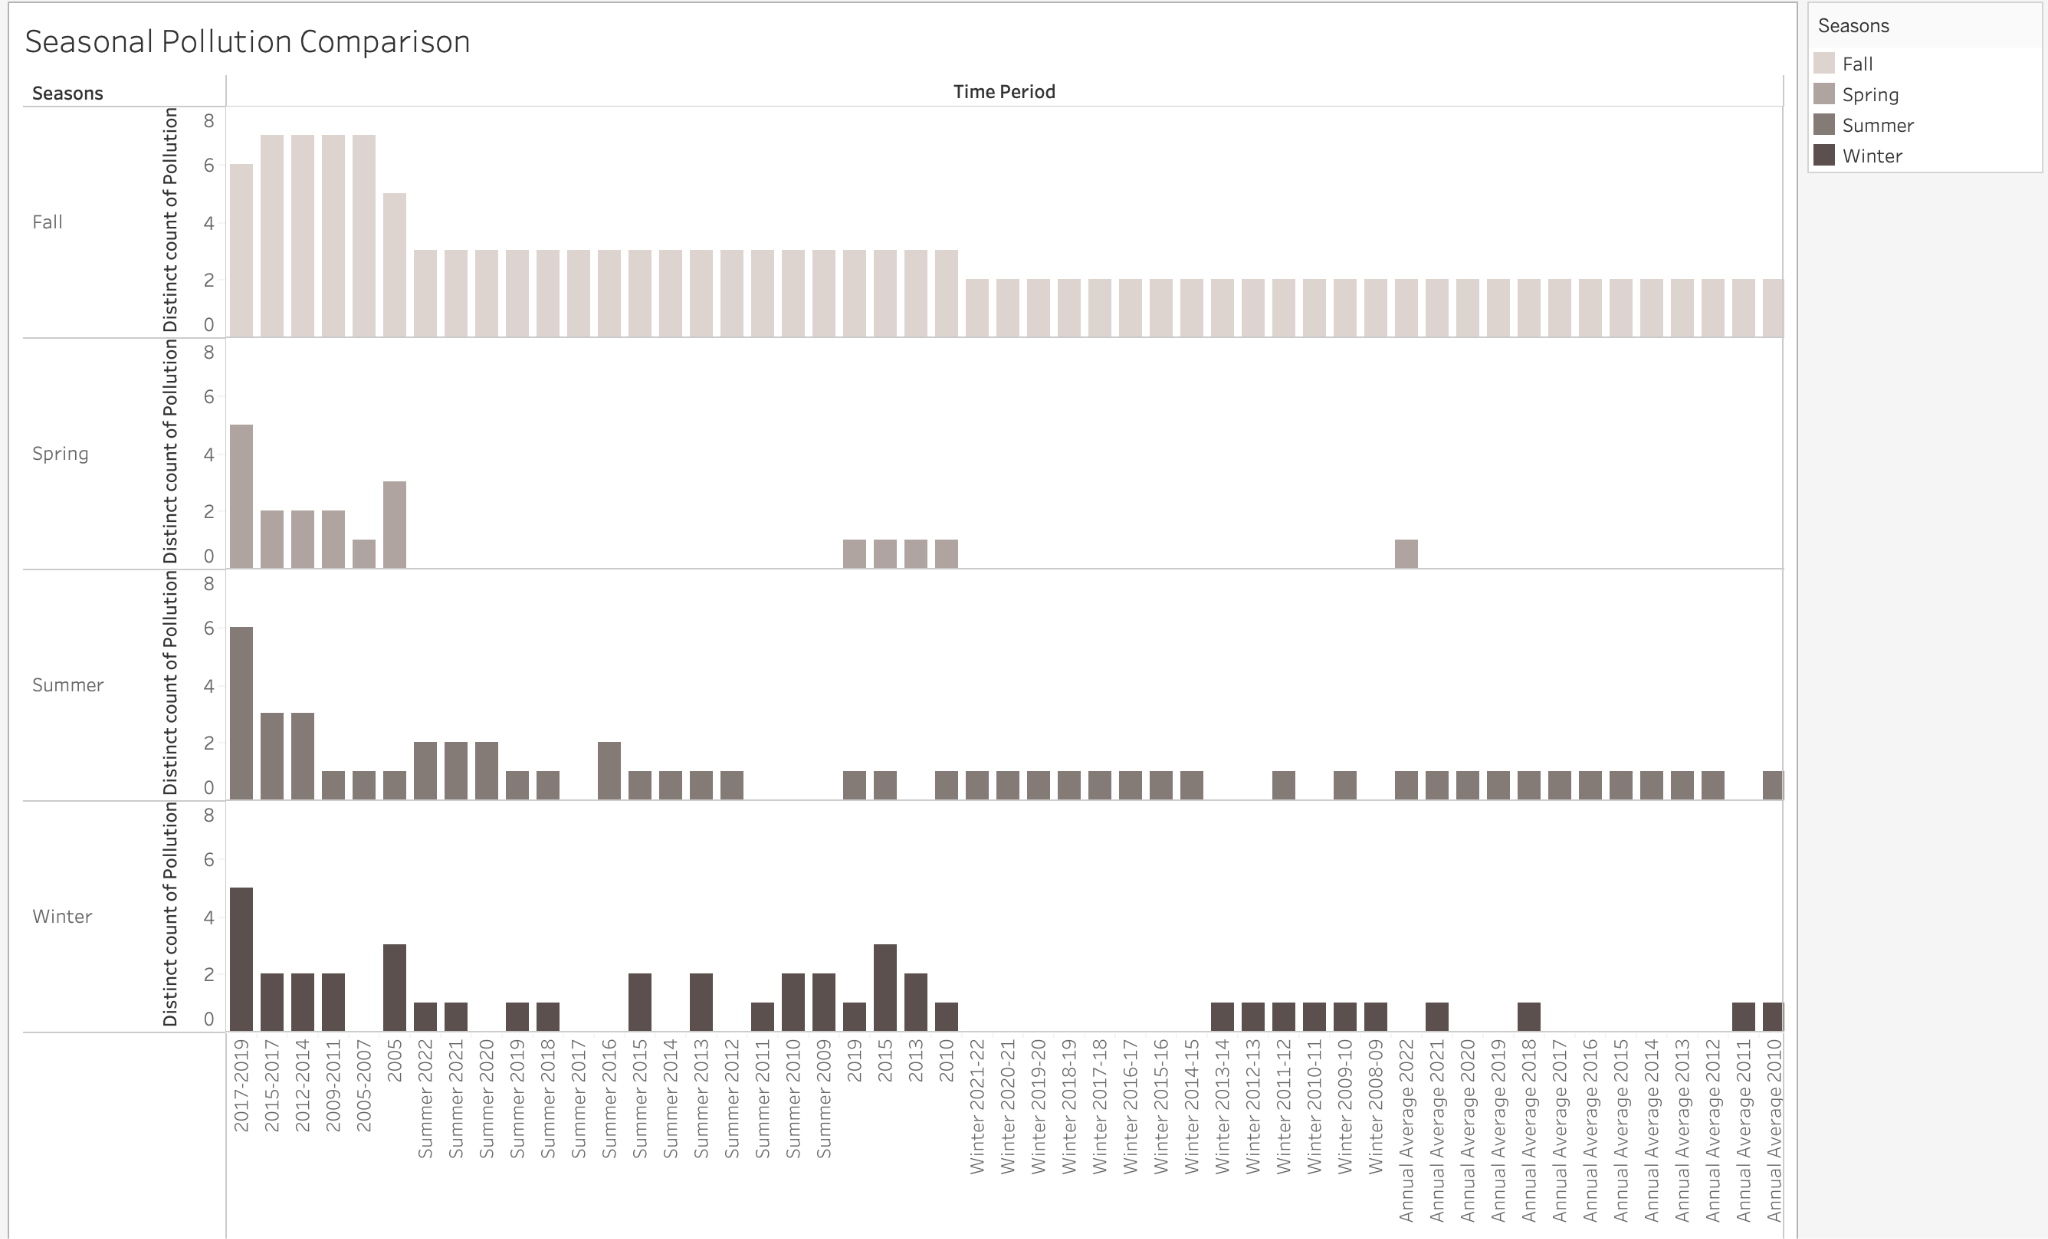 Seasonal Pollution Comparison
Seasons
Time Period
Fall
Distinct count of Pollution
8
6
4
2
0
Spring
Distinct count of Pollution
8
6
4
2
0
Summer
Distinct count of Pollution
8
6
4
2
0
Winter
Distinct count of Pollution
8
6
4
2
0
2017-2019
2015-2017
2012-2014
2009-2011
2005-2007
2005
Summer 2022
Summer 2021
Summer 2020
Summer 2019
Summer 2018
Summer 2017
Summer 2016
Summer 2015
Summer 2014
Summer 2013
Summer 2012
Summer 2011
Summer 2010
Summer 2009
2019
2015
2013
2010
Winter 2021-22
Winter 2020-21
Winter 2019-20
Winter 2018-19
Winter 2017-18
Winter 2016-17
Winter 2015-16
Winter 2014-15
Winter 2013-14
Winter 2012-13
Winter 2011-12
Winter 2010-11
Winter 2009-10
Winter 2008-09
Annual Average 2022
Annual Average 2021
Annual Average 2020
Annual Average 2019
Annual Average 2018
Annual Average 2017
Annual Average 2016
Annual Average 2015
Annual Average 2014
Annual Average 2013
Annual Average 2012
Annual Average 2011
Annual Average 2010
Seasons
Fall
Spring
Summer
Winter